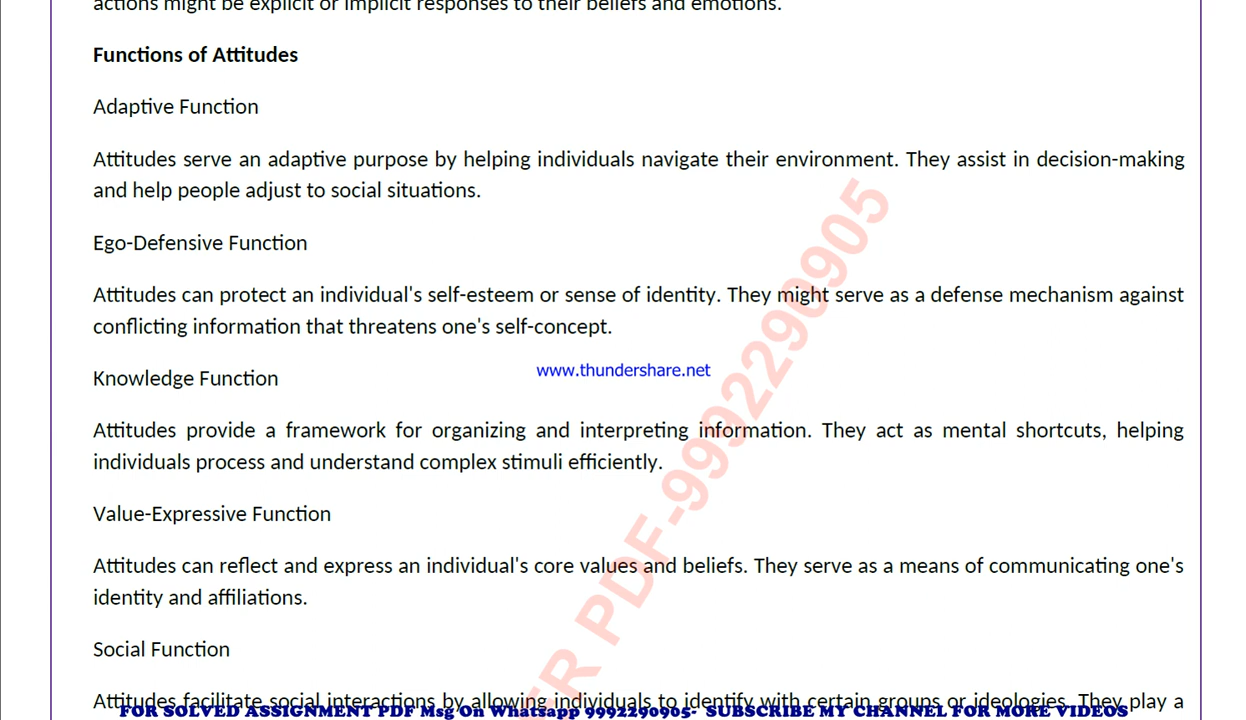 actions might be explicit or implicit responses to their beliefs and emotions.
Functions of Attitudes
Adaptive Function
Attitudes serve an adaptive purpose by helping individuals navigate their environment. They assist in decision-making
and help people adjust to social situations.
Ego-Defensive Function
Attitudes can protect an individual's self-esteem or sense of identity. They might serve as a defense mechanism against
conflicting information that threatens one's self-concept.
www.thundershare.net
Knowledge Function
Attitudes provide a framework for organizing and interpreting information. They act as mental shortcuts, helping
individuals process and understand complex stimuli efficiently.
Value-Expressive Function
Attitudes can reflect and express an individual's core values and beliefs. They serve as a means of communicating one's
identity and affiliations.
Social Function
Attitudes facilitate social interactions by allowing individuals to identify with certain groups or ideologies. They play a
FOR SOLVED ASSIGNMENT PDF Msg On Whatsapp 9992290905- SUBSCRIBE MY CHANNEL FOR MORE VIDEOS
ER PDF-9992290905